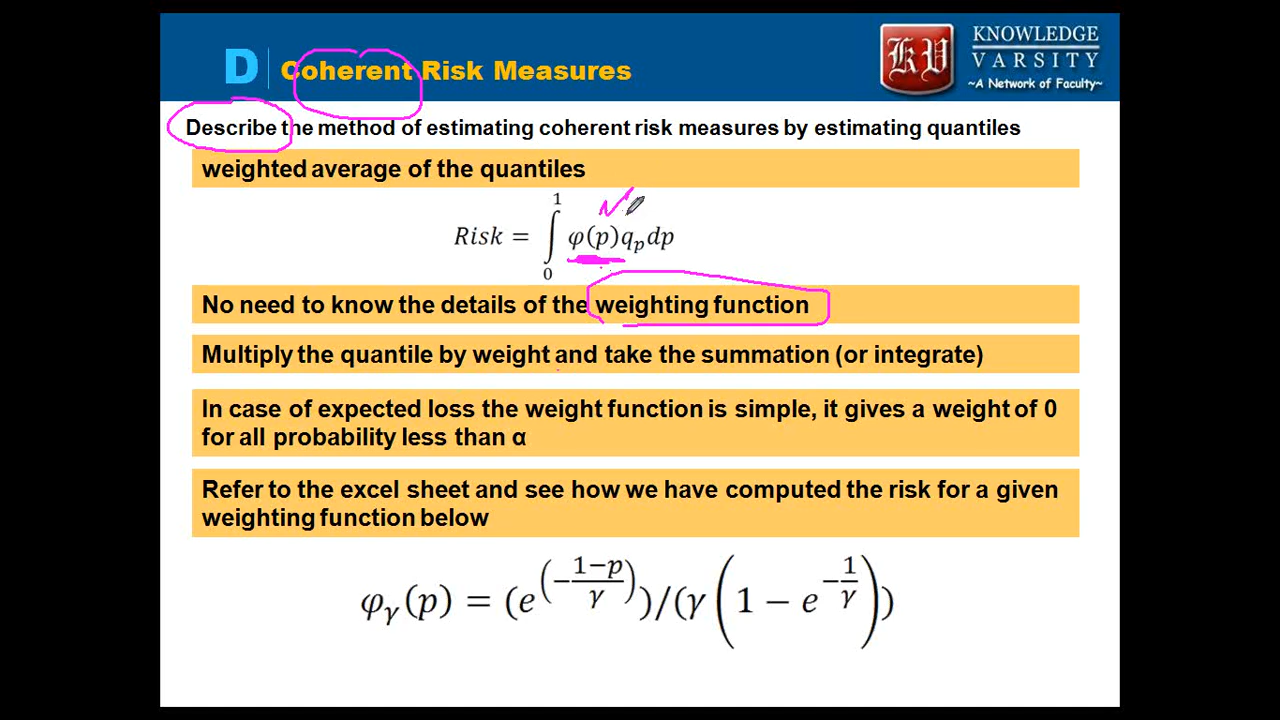 D Coherent Risk Measures
KNOWLEDGE
VARSITY
~A Network of Faculty~
KV
Describe the method of estimating coherent risk measures by estimating quantiles
weighted average of the quantiles
Risk = ∫₀¹ φ(p)qₚdp
No need to know the details of the weighting function
Multiply the quantile by weight and take the summation (or integrate)
In case of expected loss the weight function is simple, it gives a weight of 0
for all probability less than α
Refer to the excel sheet and see how we have computed the risk for a given
weighting function below
φᵧ(p) = (e^(−(1−p)/γ))/(γ(1 − e^(−1/γ)))